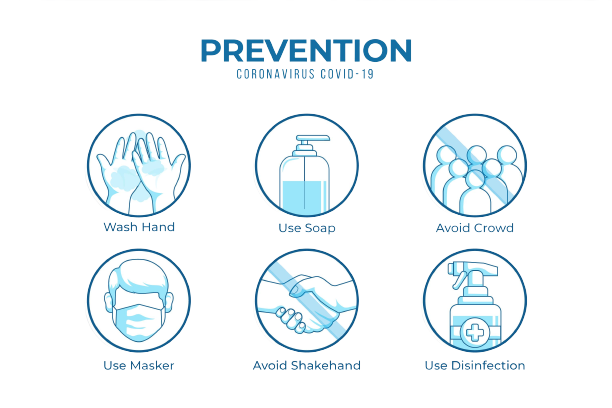 PREVENTION
CORONAVIRUS COVID-19
Wash Hand
Use Soap
Avoid Crowd
Use Masker
Avoid Shakehand
Use Disinfection